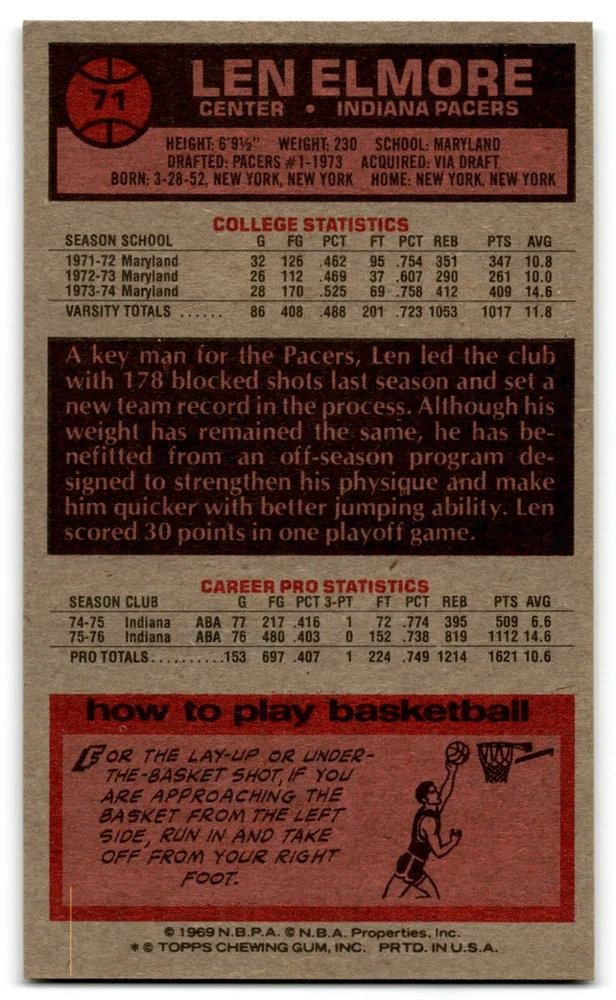 71
LEN ELMORE
CENTER • INDIANA PACERS
HEIGHT: 6'9½" WEIGHT: 230 SCHOOL: MARYLAND
DRAFTED: PACERS #1-1973 ACQUIRED: VIA DRAFT
BORN: 3-28-52, NEW YORK, NEW YORK HOME: NEW YORK, NEW YORK
COLLEGE STATISTICS
SEASON SCHOOL G FG PCT FT PCT REB PTS AVG
1971-72 Maryland 32 126 .462 95 .754 351 347 10.8
1972-73 Maryland 26 112 .469 37 .607 290 261 10.0
1973-74 Maryland 28 170 .525 69 .758 412 409 14.6
VARSITY TOTALS ...... 86 408 .488 201 .723 1053 1017 11.8
A key man for the Pacers, Len led the club
with 178 blocked shots last season and set a
new team record in the process. Although his
weight has remained the same, he has be-
nefitted from an off-season program de-
signed to strengthen his physique and make
him quicker with better jumping ability. Len
scored 30 points in one playoff game.
CAREER PRO STATISTICS
SEASON CLUB G FG PCT 3-PT FT PCT REB PTS AVG
74-75 Indiana ABA 77 217 .416 1 72 .774 395 509 6.6
75-76 Indiana ABA 76 480 .403 0 152 .738 819 1112 14.6
PRO TOTALS.......... 153 697 .407 1 224 .749 1214 1621 10.6
how to play basketball
FOR THE LAY-UP OR UNDER-
THE-BASKET SHOT, IF YOU
ARE APPROACHING THE
BASKET FROM THE LEFT
SIDE, RUN IN AND TAKE
OFF FROM YOUR RIGHT
FOOT.
© 1969 N.B.P.A. © N.B.A. Properties, Inc.
* © TOPPS CHEWING GUM, INC. PRTD. IN U.S.A.